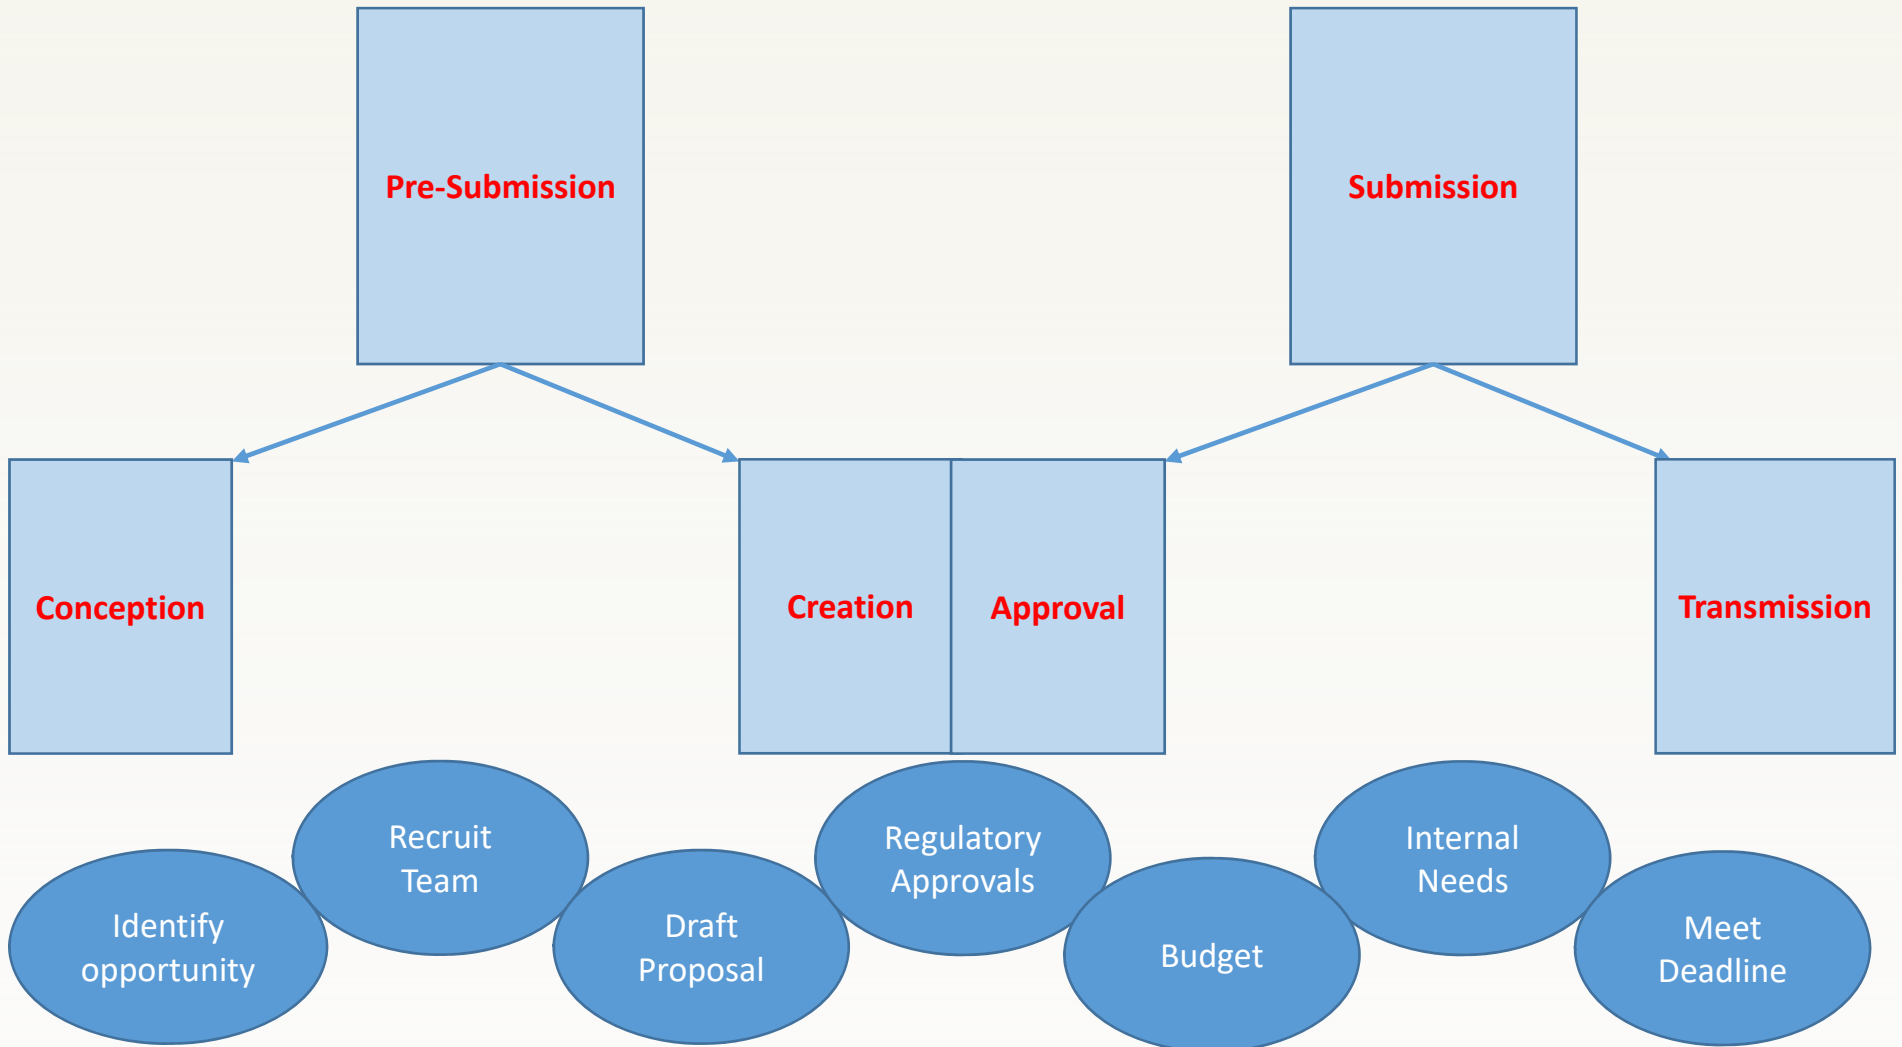 Pre-Submission
Submission
Conception
Creation
Approval
Transmission
Identify
opportunity
Recruit
Team
Draft
Proposal
Regulatory
Approvals
Budget
Internal
Needs
Meet
Deadline